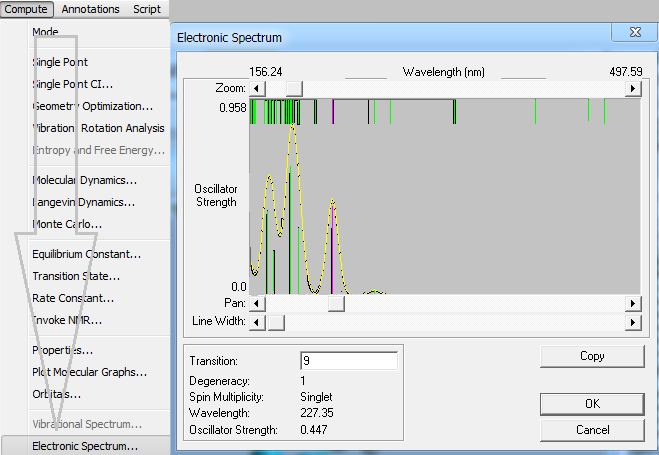 Compute Annotations Script
Mode
Single Point
Single Point CI...
Geometry Optimization...
Vibration, Rotation Analysis
Entropy and Free Energy...
Molecular Dynamics...
Langevin Dynamics...
Monte Carlo...
Equilibrium Constant...
Transition State...
Rate Constant...
Invoke NMR...
Properties...
Plot Molecular Graphs...
Orbitals...
Vibrational Spectrum...
Electronic Spectrum...
Electronic Spectrum
156.24 Wavelength (nm) 497.59
Zoom:
0.958
Oscillator
Strength
0.0
Pan:
Line Width:
Transition: 9
Degeneracy: 1
Spin Multiplicity: Singlet
Wavelength: 227.35
Oscillator Strength: 0.447
Copy
OK
Cancel